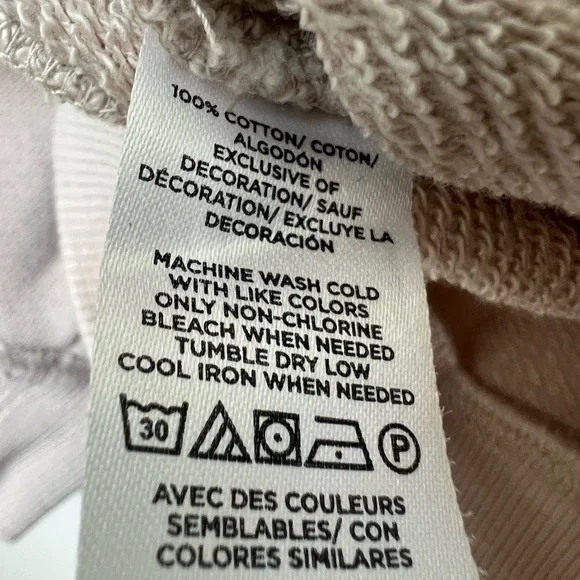 100% COTTON/ COTON/
ALGODÓN
EXCLUSIVE OF
DECORATION/ SAUF
DÉCORATION/ EXCLUYE LA
DECORACIÓN
MACHINE WASH COLD
WITH LIKE COLORS
ONLY NON-CHLORINE
BLEACH WHEN NEEDED
TUMBLE DRY LOW
COOL IRON WHEN NEEDED
30 P
AVEC DES COULEURS
SEMBLABLES/ CON
COLORES SIMILARES